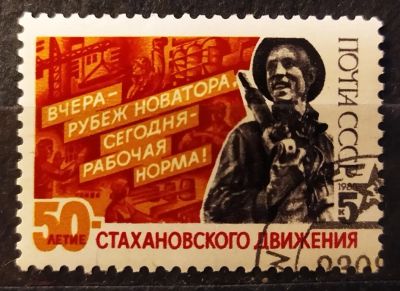 ВЧЕРА-
РУБЕЖ НОВАТОРА,
СЕГОДНЯ-
РАБОЧАЯ
НОРМА!
ПОЧТА СССР
5к
50-
ЛЕТИЕ
СТАХАНОВСКОГО ДВИЖЕНИЯ